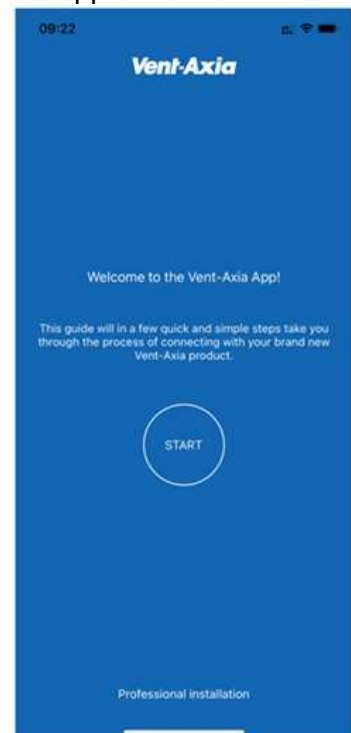 09:22
Vent-Axia
Welcome to the Vent-Axia App!
This guide will in a few quick and simple steps take you
through the process of connecting with your brand new
Vent-Axia product.
START
Professional installation